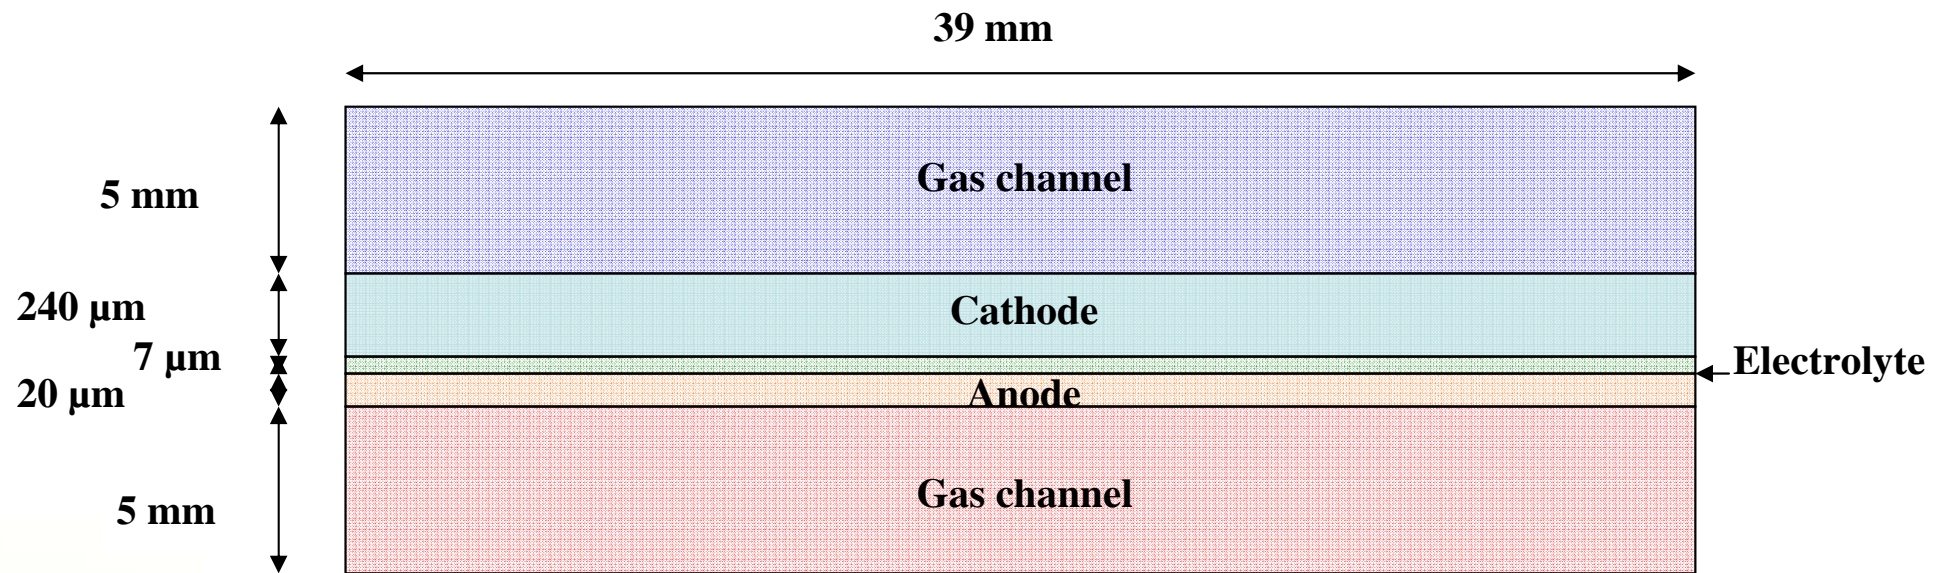 39 mm
Gas channel
5 mm
240 µm
Cathode
7 µm
Electrolyte
20 µm
Anode
Gas channel
5 mm